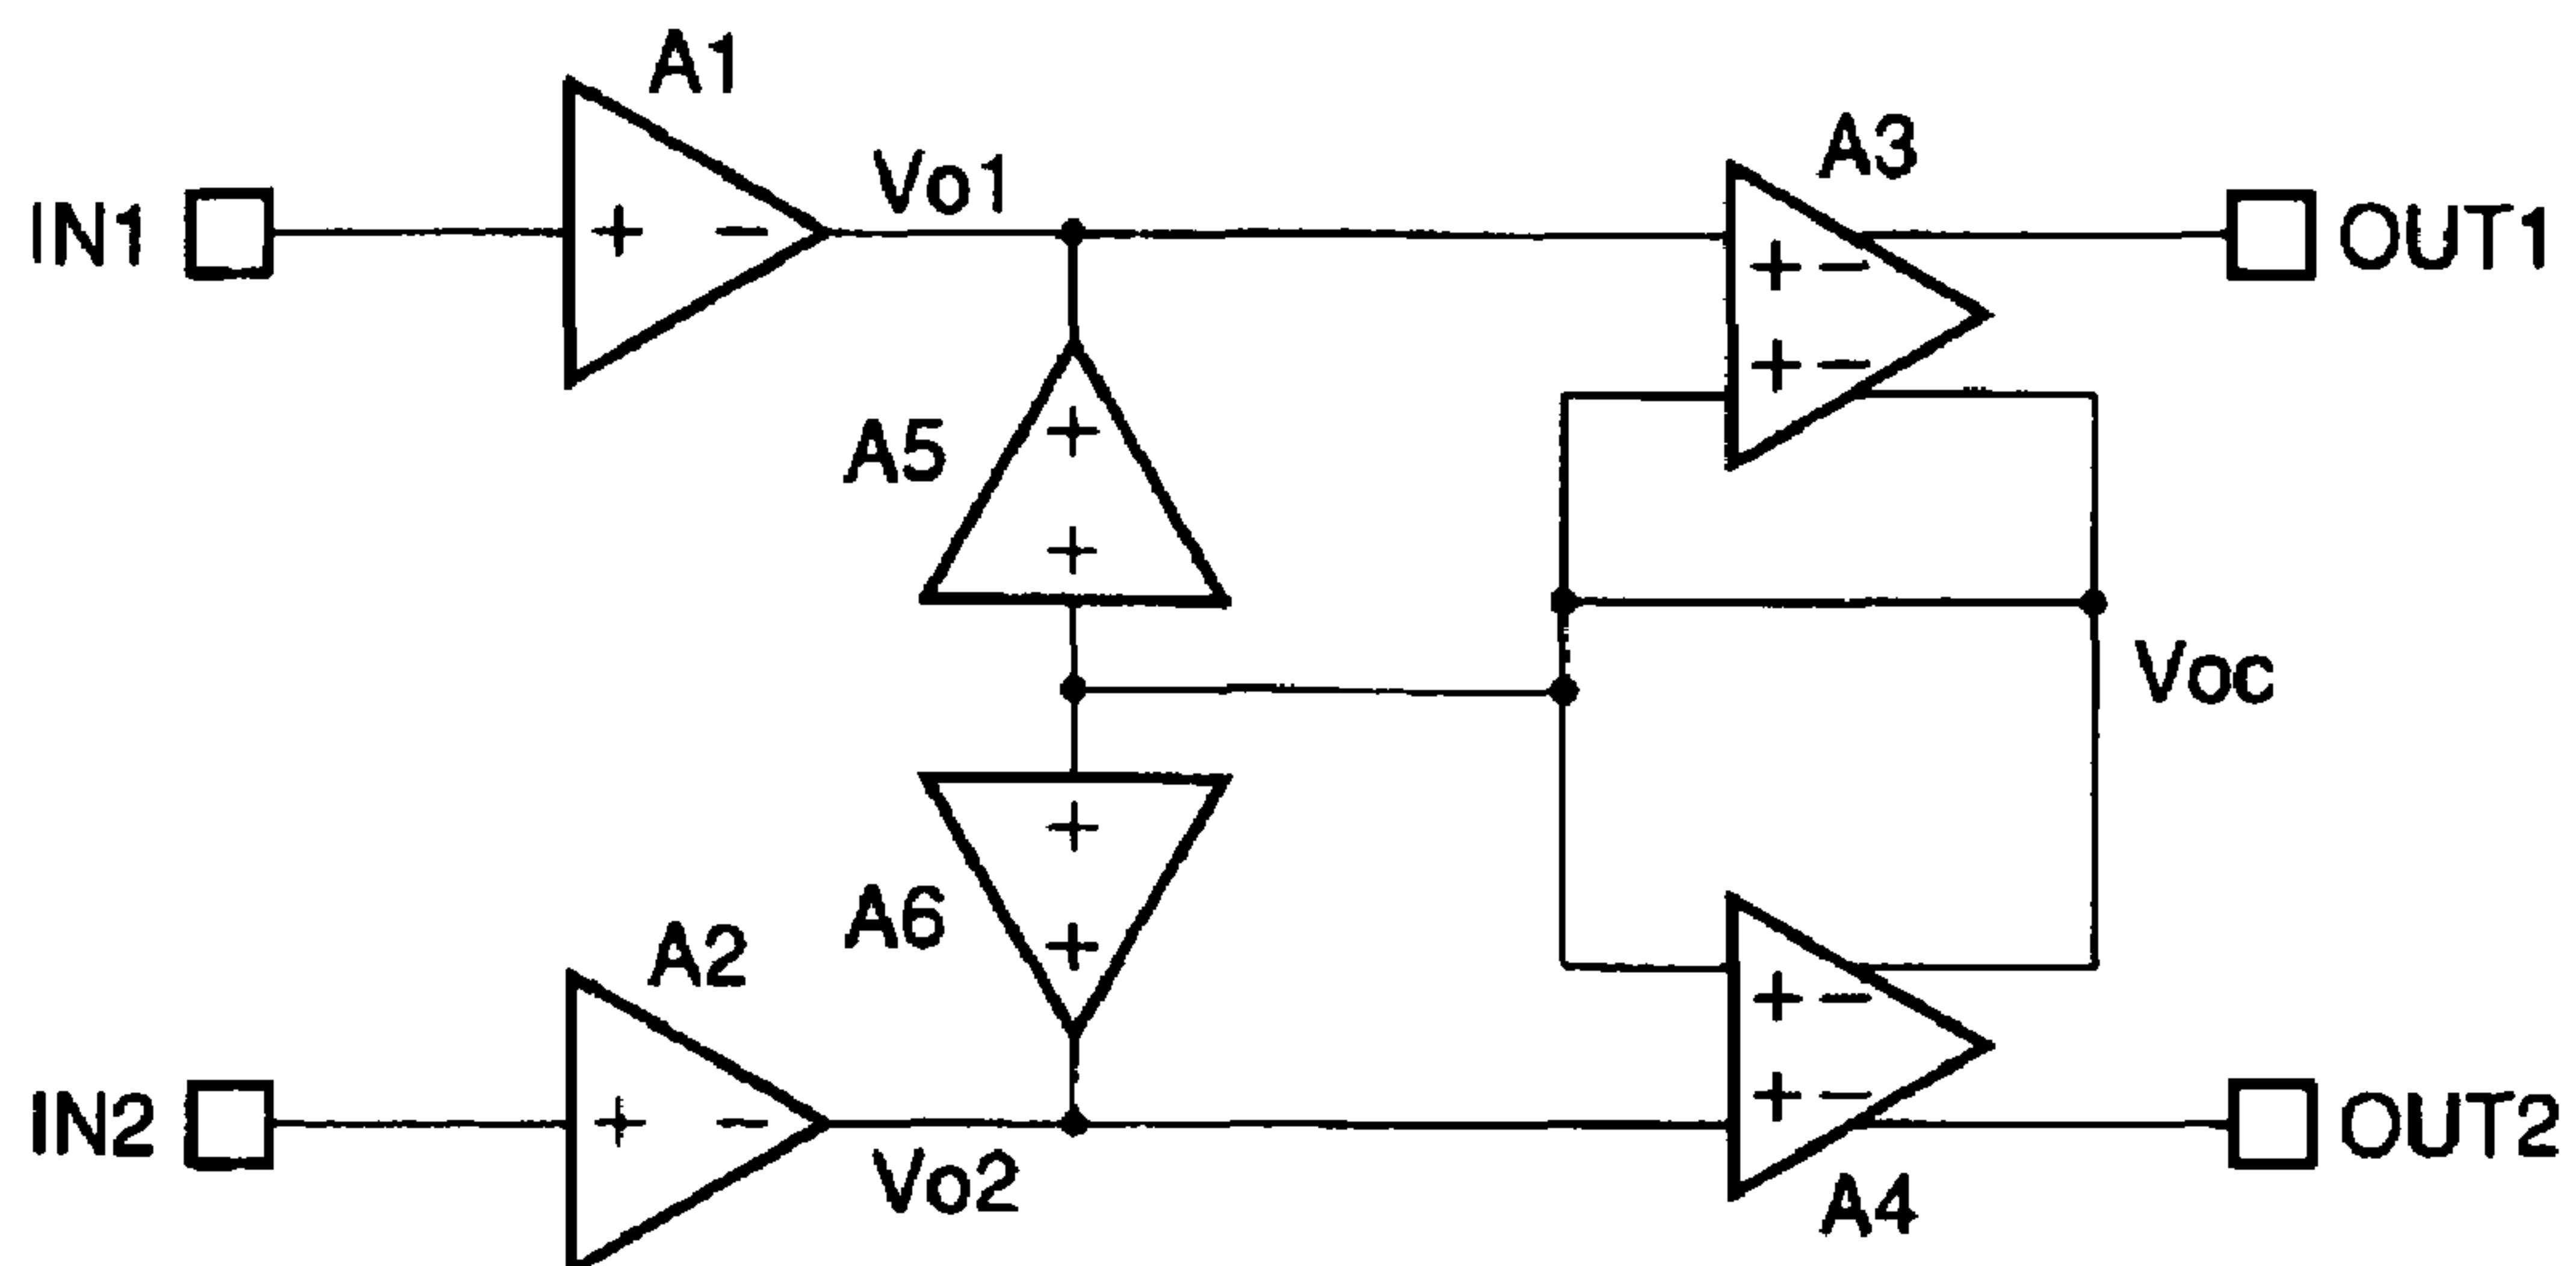 A1
A3
IN1
Vo1
OUT1
+ -
+ -
+ -
A5
+
+
Voc
A6
+
+
A2
A4
IN2
Vo2
OUT2
+ -
+ -
+ -